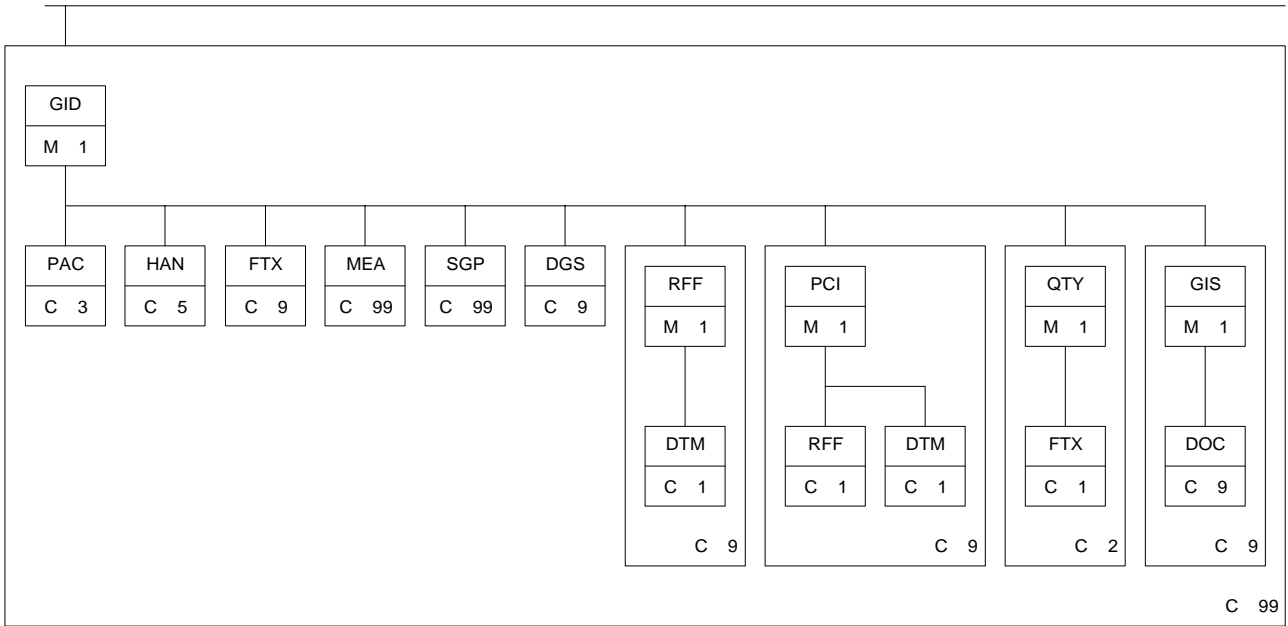 GID
M 1
PAC HAN FTX MEA SGP DGS
C 3 C 5 C 9 C 99 C 99 C 9
RFF PCI QTY GIS
M 1 M 1 M 1 M 1
DTM RFF DTM FTX DOC
C 1 C 1 C 1 C 1 C 9
C 9 C 9 C 2 C 9
C 99